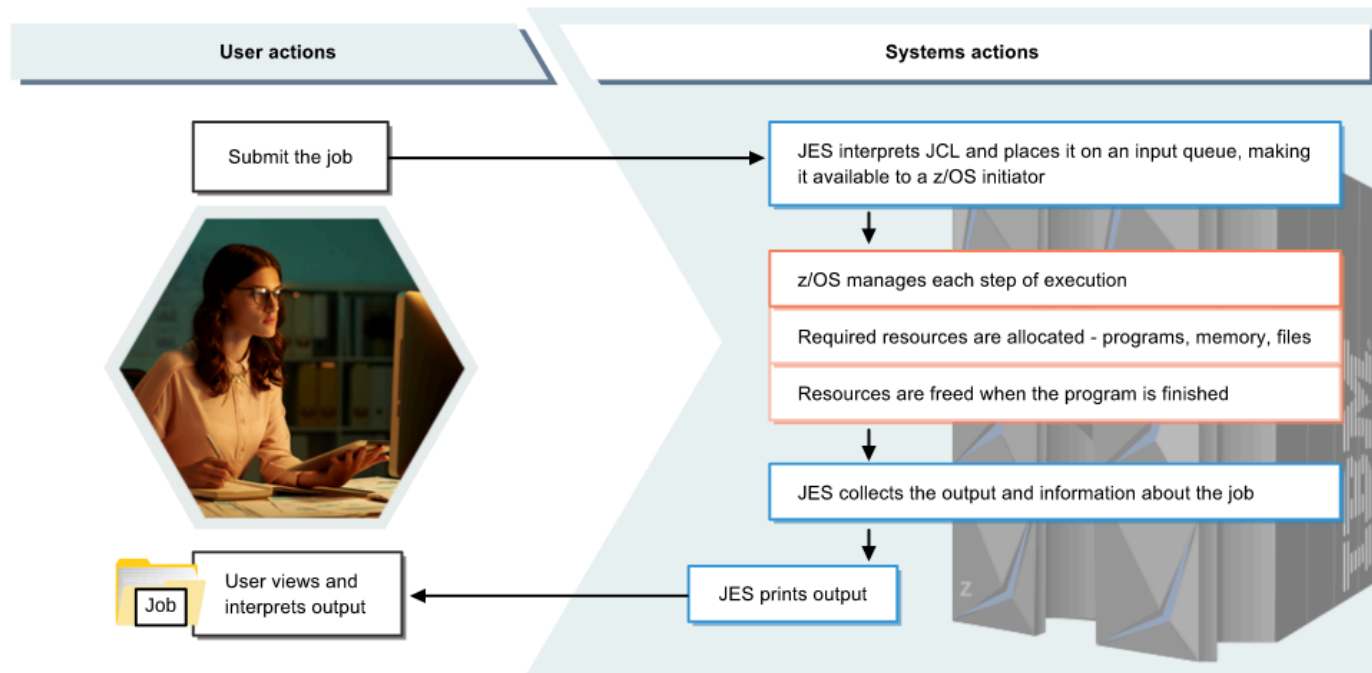 User actions
Systems actions
Submit the job
JES interprets JCL and places it on an input queue, making
it available to a z/OS initiator
z/OS manages each step of execution
Required resources are allocated - programs, memory, files
Resources are freed when the program is finished
JES collects the output and information about the job
JES prints output
User views and
interprets output
Job
z